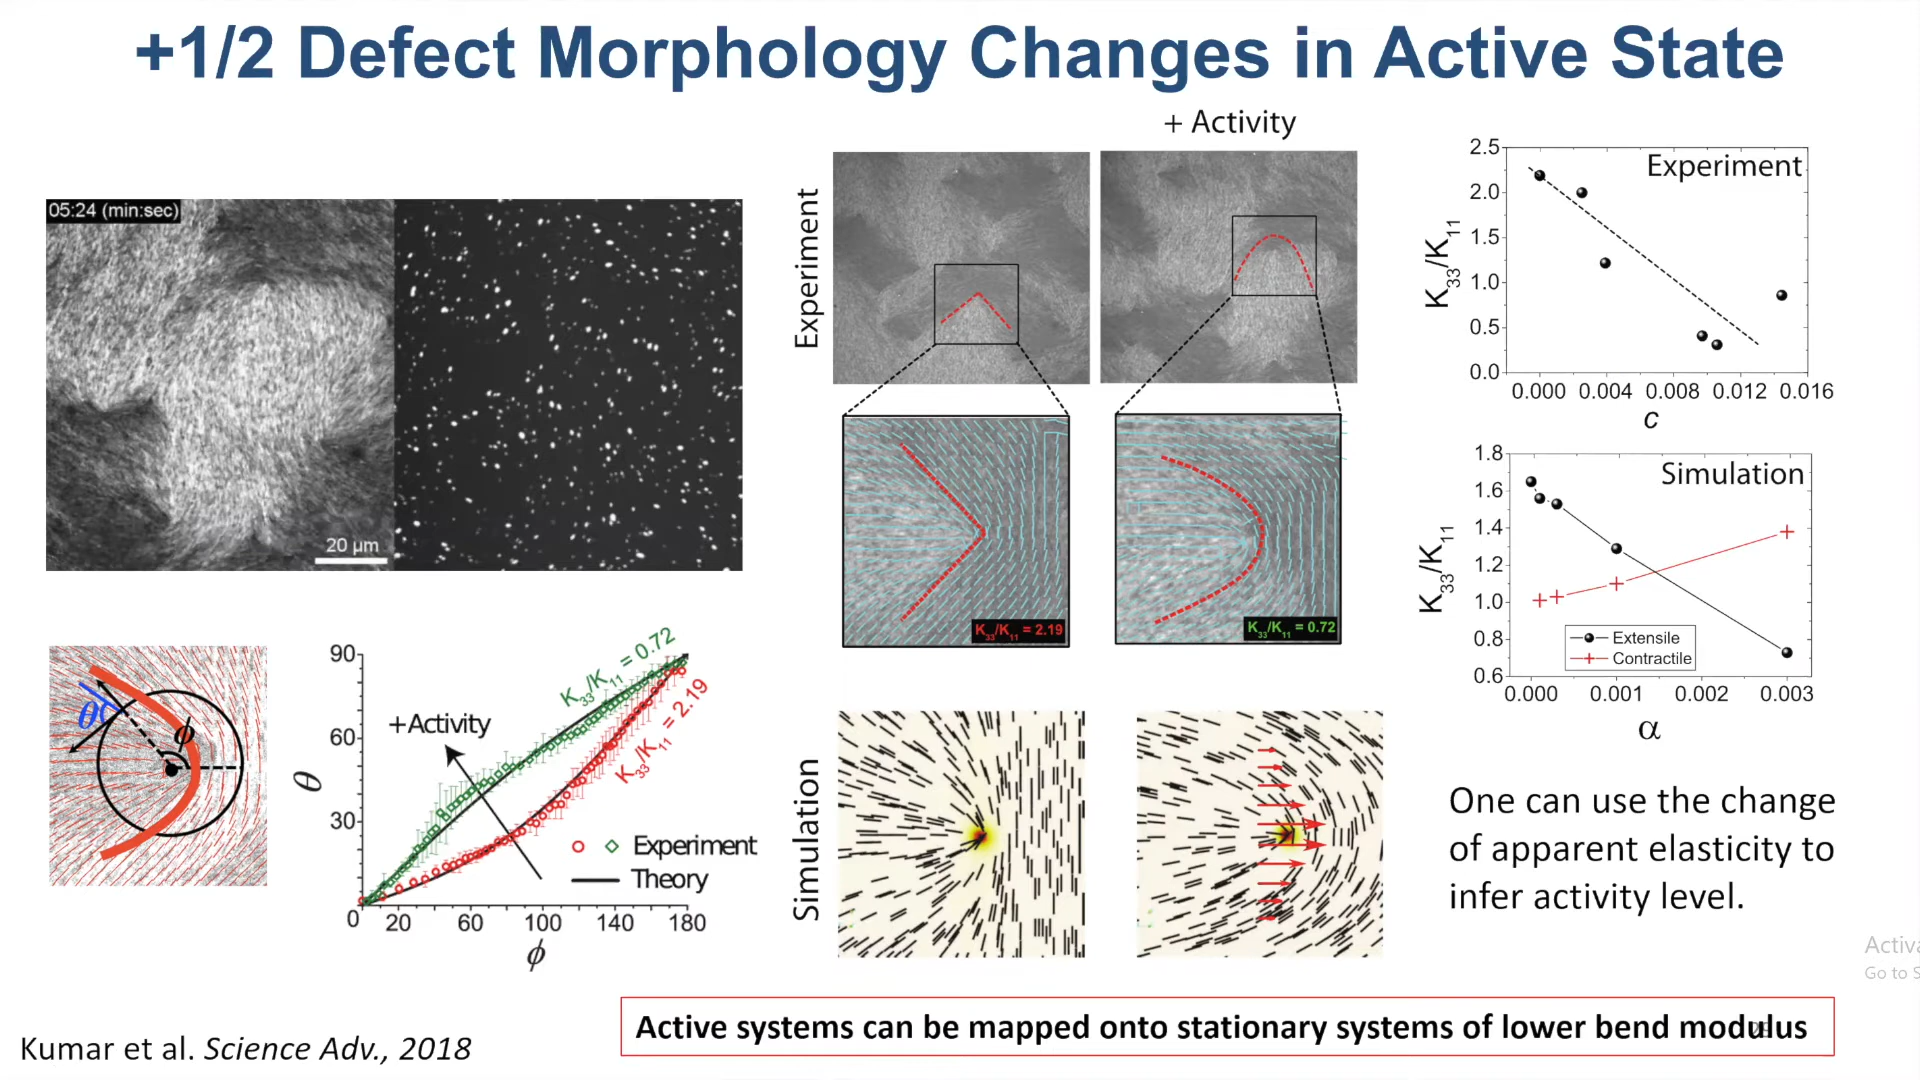 +1/2 Defect Morphology Changes in Active State
05:24 (min:sec)
20 μm
θ
ϕ
90
60
30
0
20
60
100
140
180
θ
ϕ
+Activity
K33/K11 = 0.72
K33/K11 = 2.19
Experiment
Theory
+ Activity
Experiment
K33/K11 = 2.19
K33/K11 = 0.72
Simulation
Experiment
K33/K11
2.5
2.0
1.5
1.0
0.5
0.0
0.000 0.004 0.008 0.012 0.016
c
Simulation
K33/K11
1.8
1.6
1.4
1.2
1.0
0.8
0.6
Extensile
Contractile
0.000 0.001 0.002 0.003
α
One can use the change
of apparent elasticity to
infer activity level.
Go to S
Active systems can be mapped onto stationary systems of lower bend modulus
Kumar et al. Science Adv., 2018